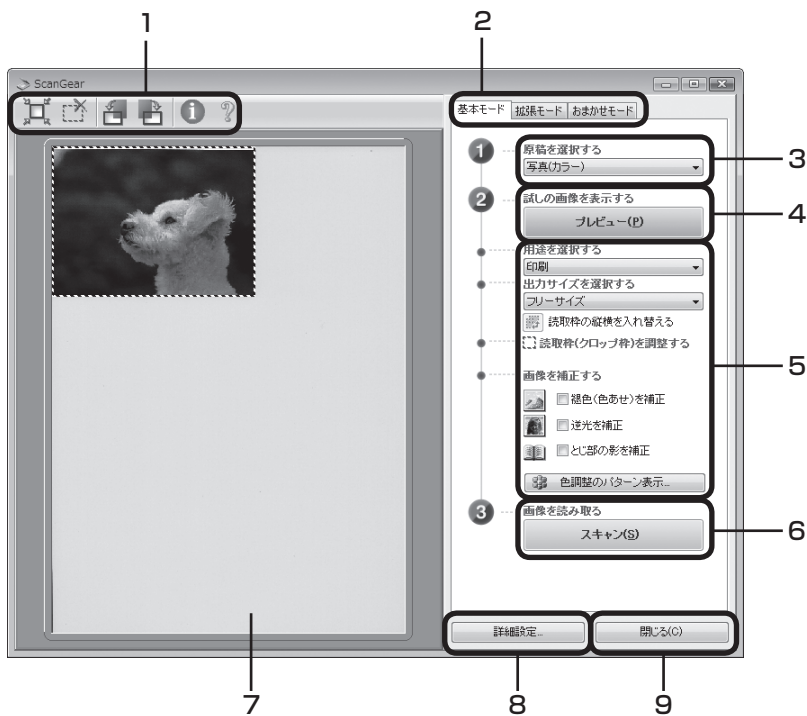 1
2
ScanGear
基本モード 拡張モード おまかせモード
1 原稿を選択する
写真(カラー)
3
2 試しの画像を表示する
プレビュー(P)
4
用途を選択する
印刷
出力サイズを選択する
フリーサイズ
読取枠の縦横を入れ替える
読取枠(クロップ枠)を調整する
5
画像を補正する
褪色(色あせ)を補正
逆光を補正
とじ部の影を補正
色調整のパターン表示...
3 画像を読み取る
スキャン(S)
6
詳細設定...
閉じる(C)
7
8
9